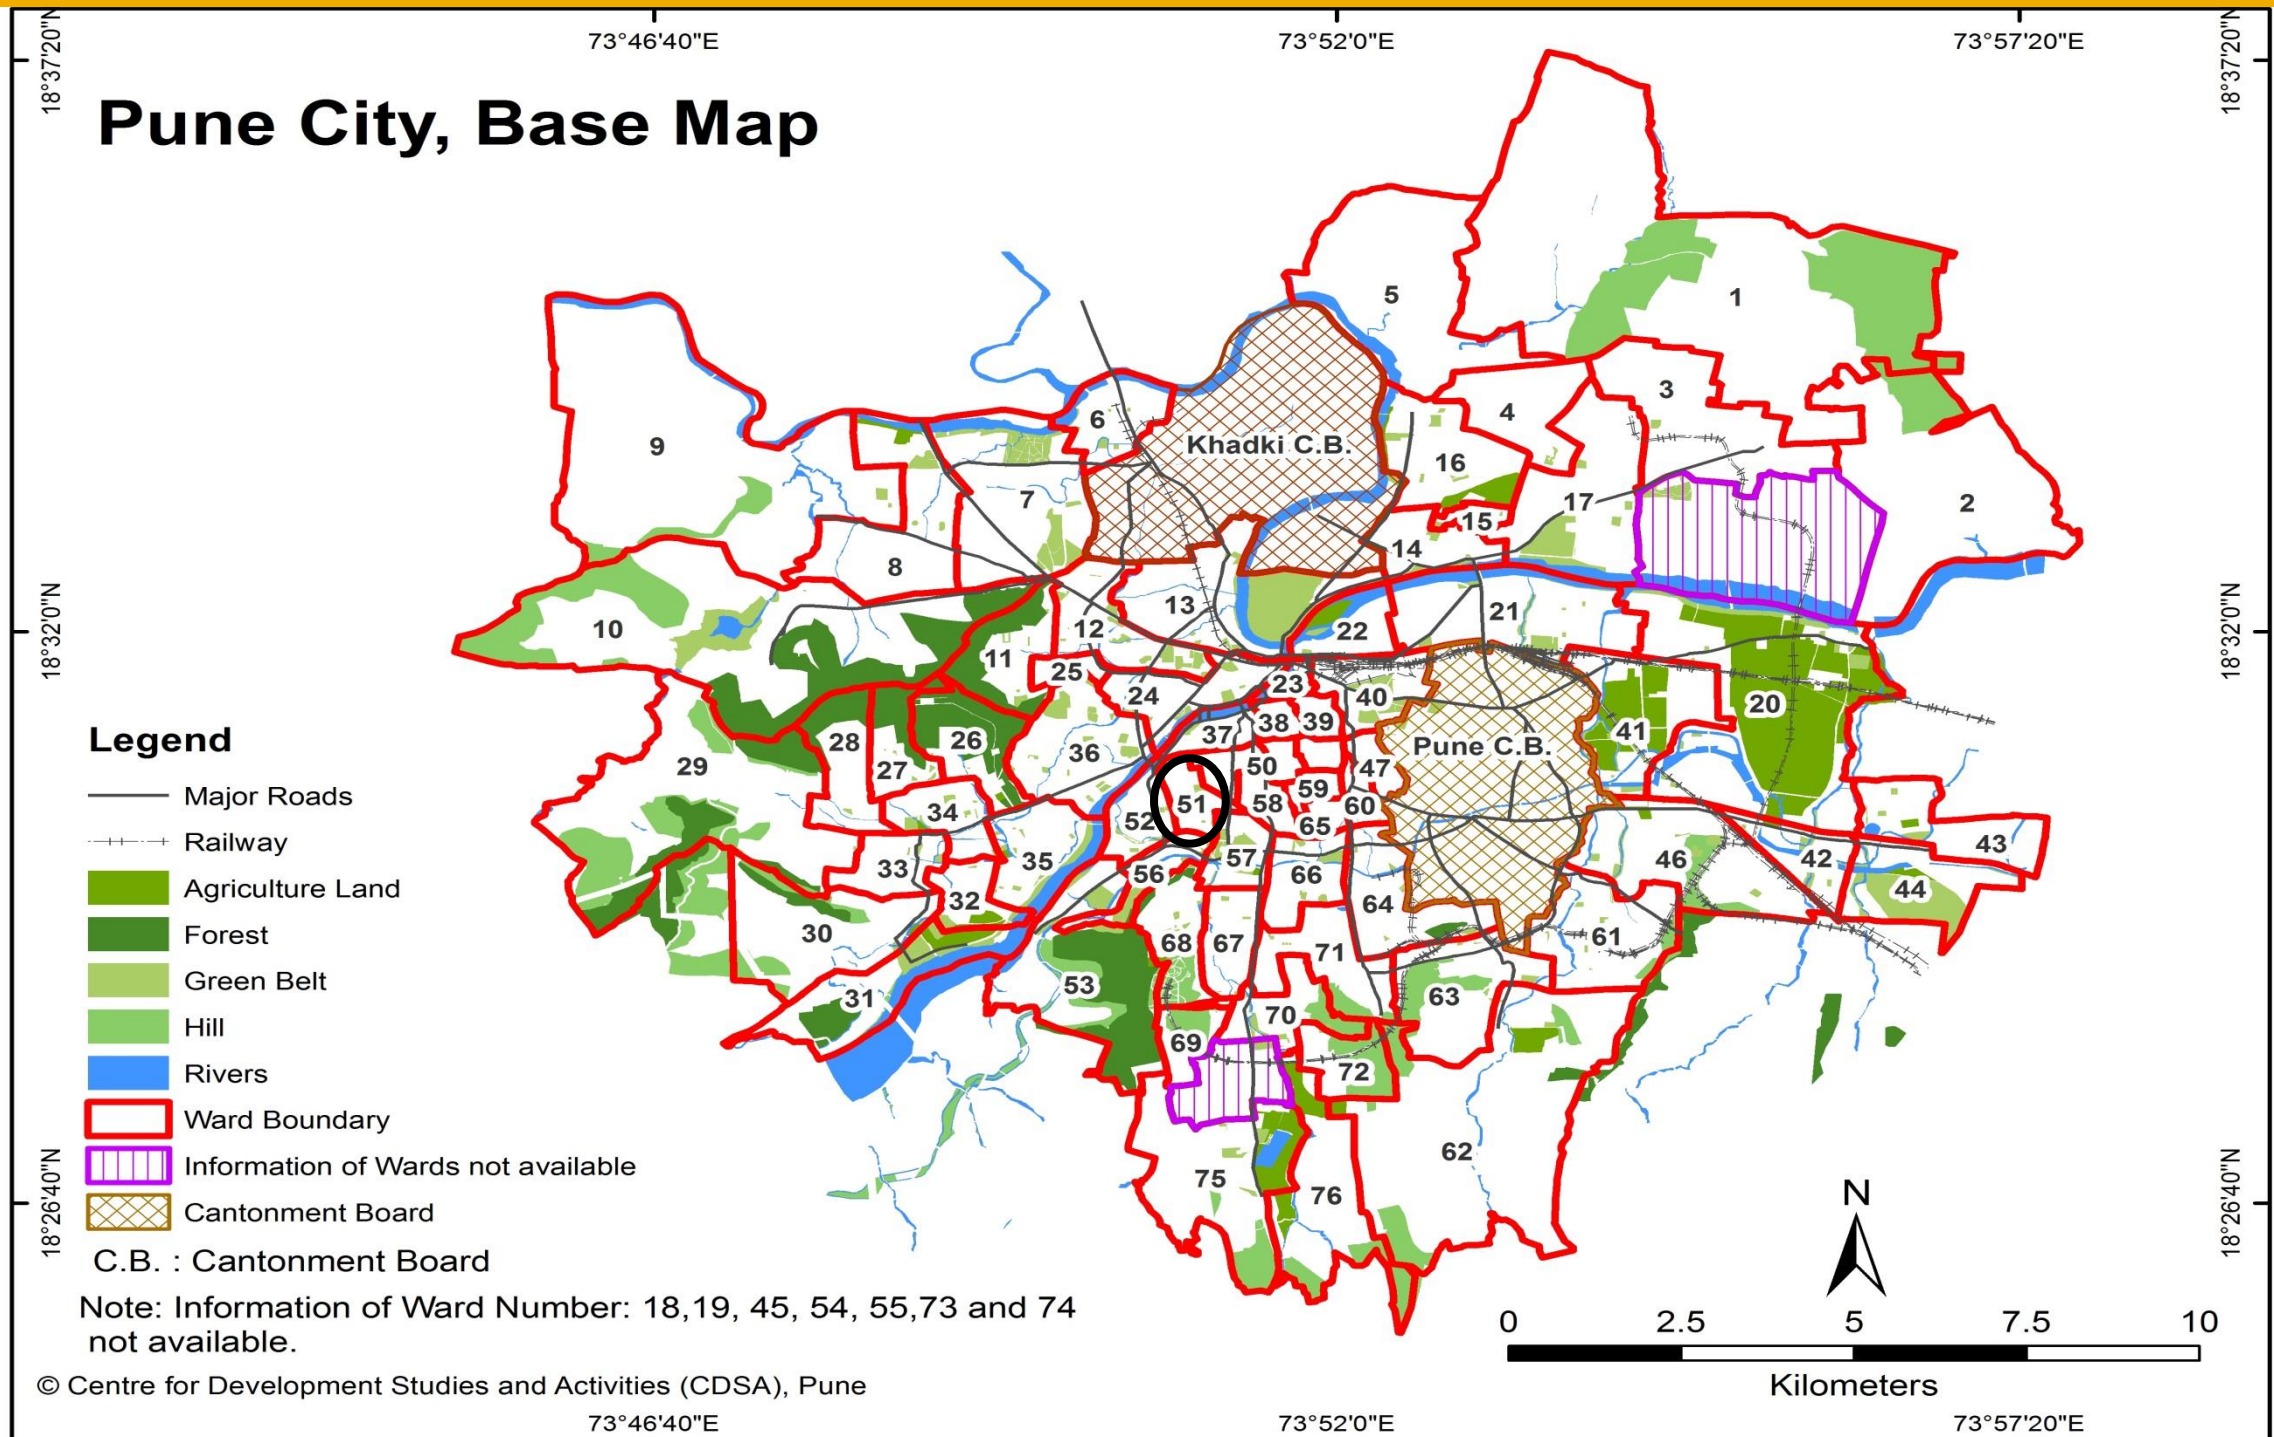 73°46'40"E 73°52'0"E 73°57'20"E
18°37'20"N 18°37'20"N
Pune City, Base Map
5
1
3
6
4
9
Khadki C.B.
16
7
17
2
15
14
8
13
21
10
12
22
18°32'0"N 18°32'0"N
11
25
23
24
40
20
38 39
41
37
28
26
36
Pune C.B.
29
27
50
47
Legend
59
Major Roads
51
58
60
34
52
65
Railway
43
35
57
46
42
33
56
66
Agriculture Land
44
32
64
30
Forest
61
68
67
71
Green Belt
53
31
63
70
Hill
69
Rivers
72
Ward Boundary
62
Information of Wards not available
75
76
18°26'40"N 18°26'40"N
N
Cantonment Board
C.B. : Cantonment Board
Note: Information of Ward Number: 18,19, 45, 54, 55,73 and 74
not available.
0 2.5 5 7.5 10
Kilometers
© Centre for Development Studies and Activities (CDSA), Pune
73°46'40"E 73°52'0"E 73°57'20"E